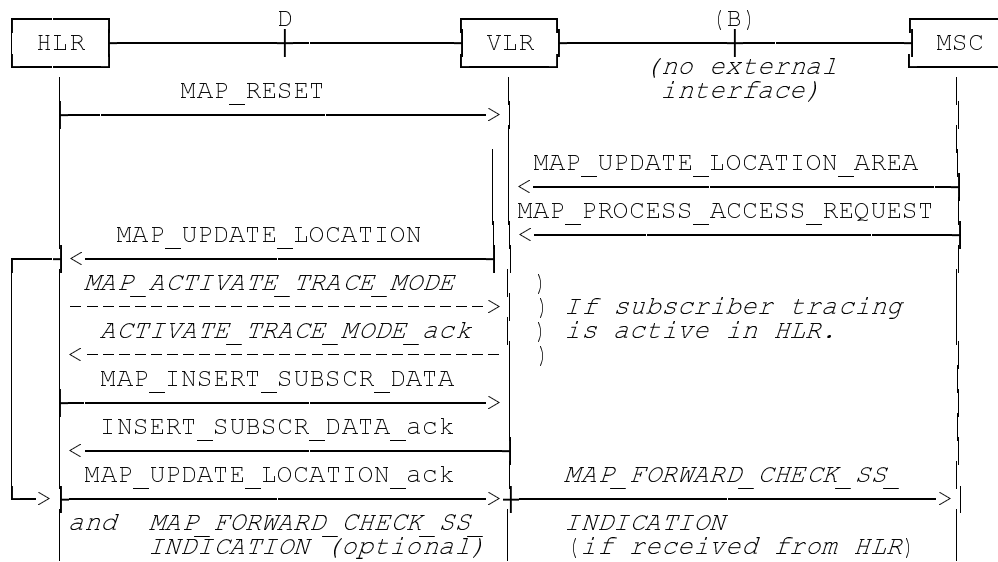 D (B)
HLR VLR MSC
(no external
interface)
MAP_RESET
MAP_UPDATE_LOCATION_AREA
MAP_PROCESS_ACCESS_REQUEST
MAP_UPDATE_LOCATION
MAP_ACTIVATE_TRACE_MODE )
) If subscriber tracing
ACTIVATE_TRACE_MODE_ack ) is active in HLR.
)
MAP_INSERT_SUBSCR_DATA
INSERT_SUBSCR_DATA_ack
MAP_UPDATE_LOCATION_ack MAP_FORWARD_CHECK_SS_
and MAP_FORWARD_CHECK_SS_ INDICATION
INDICATION (optional) (if received from HLR)